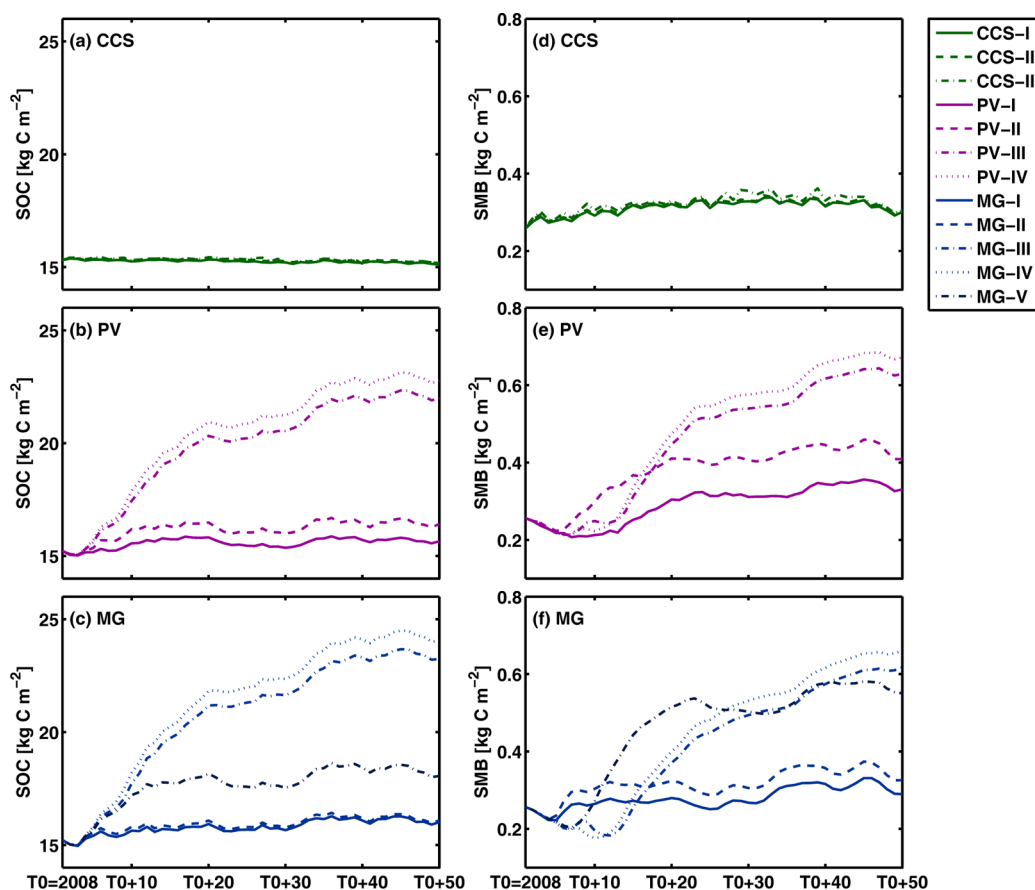 (a) CCS
SOC [kg C m−2]
25
20
15
(d) CCS
SMB [kg C m−2]
0.8
0.6
0.4
0.2
CCS−I
CCS−II
CCS−II
PV−I
PV−II
PV−III
PV−IV
MG−I
MG−II
MG−III
MG−IV
MG−V
(b) PV
SOC [kg C m−2]
25
20
15
(e) PV
SMB [kg C m−2]
0.8
0.6
0.4
0.2
(c) MG
SOC [kg C m−2]
25
20
15
T0=2008 T0+10 T0+20 T0+30 T0+40 T0+50
(f) MG
SMB [kg C m−2]
0.8
0.6
0.4
0.2
T0=2008 T0+10 T0+20 T0+30 T0+40 T0+50